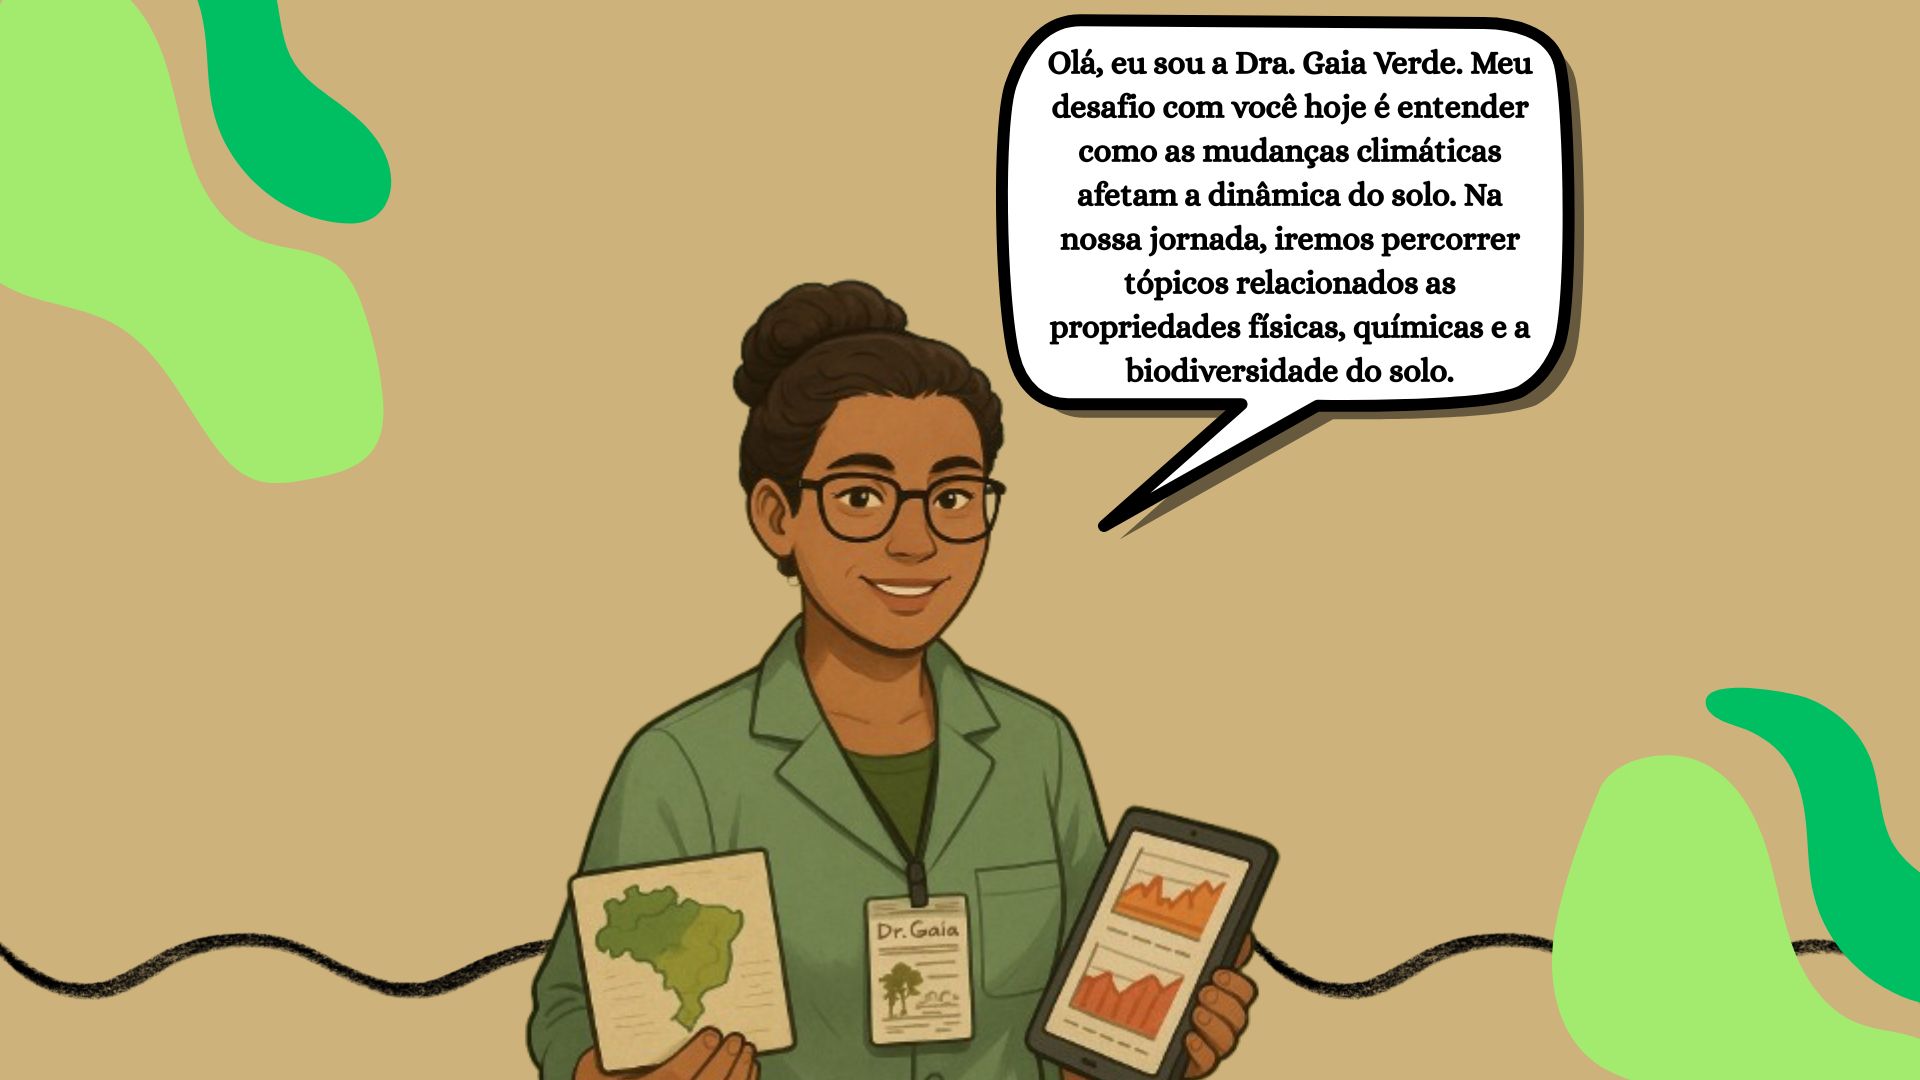 Olá, eu sou a Dra. Gaia Verde. Meu
desafio com você hoje é entender
como as mudanças climáticas
afetam a dinâmica do solo. Na
nossa jornada, iremos percorrer
tópicos relacionados as
propriedades físicas, químicas e a
biodiversidade do solo.
Dr. Gaia